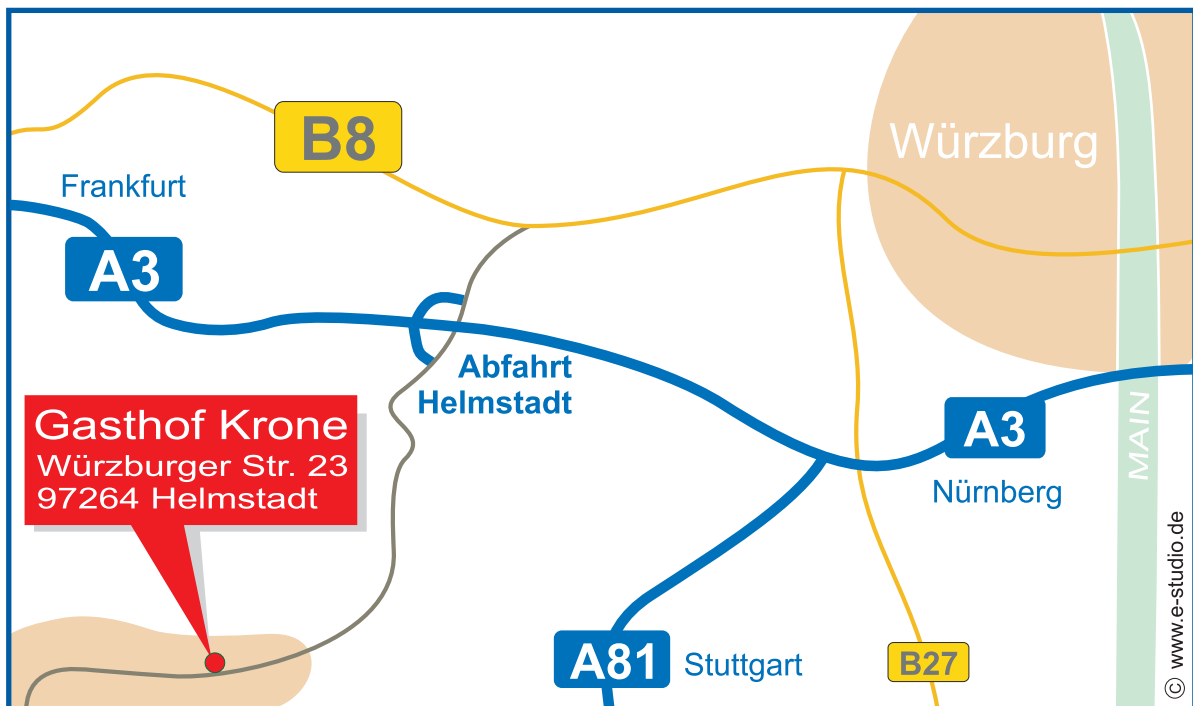 B8
Würzburg
Frankfurt
A3
Abfahrt
Helmstadt
Gasthof Krone
Würzburger Str. 23
97264 Helmstadt
A3
Nürnberg
MAIN
A81
Stuttgart
B27
© www.e-studio.de